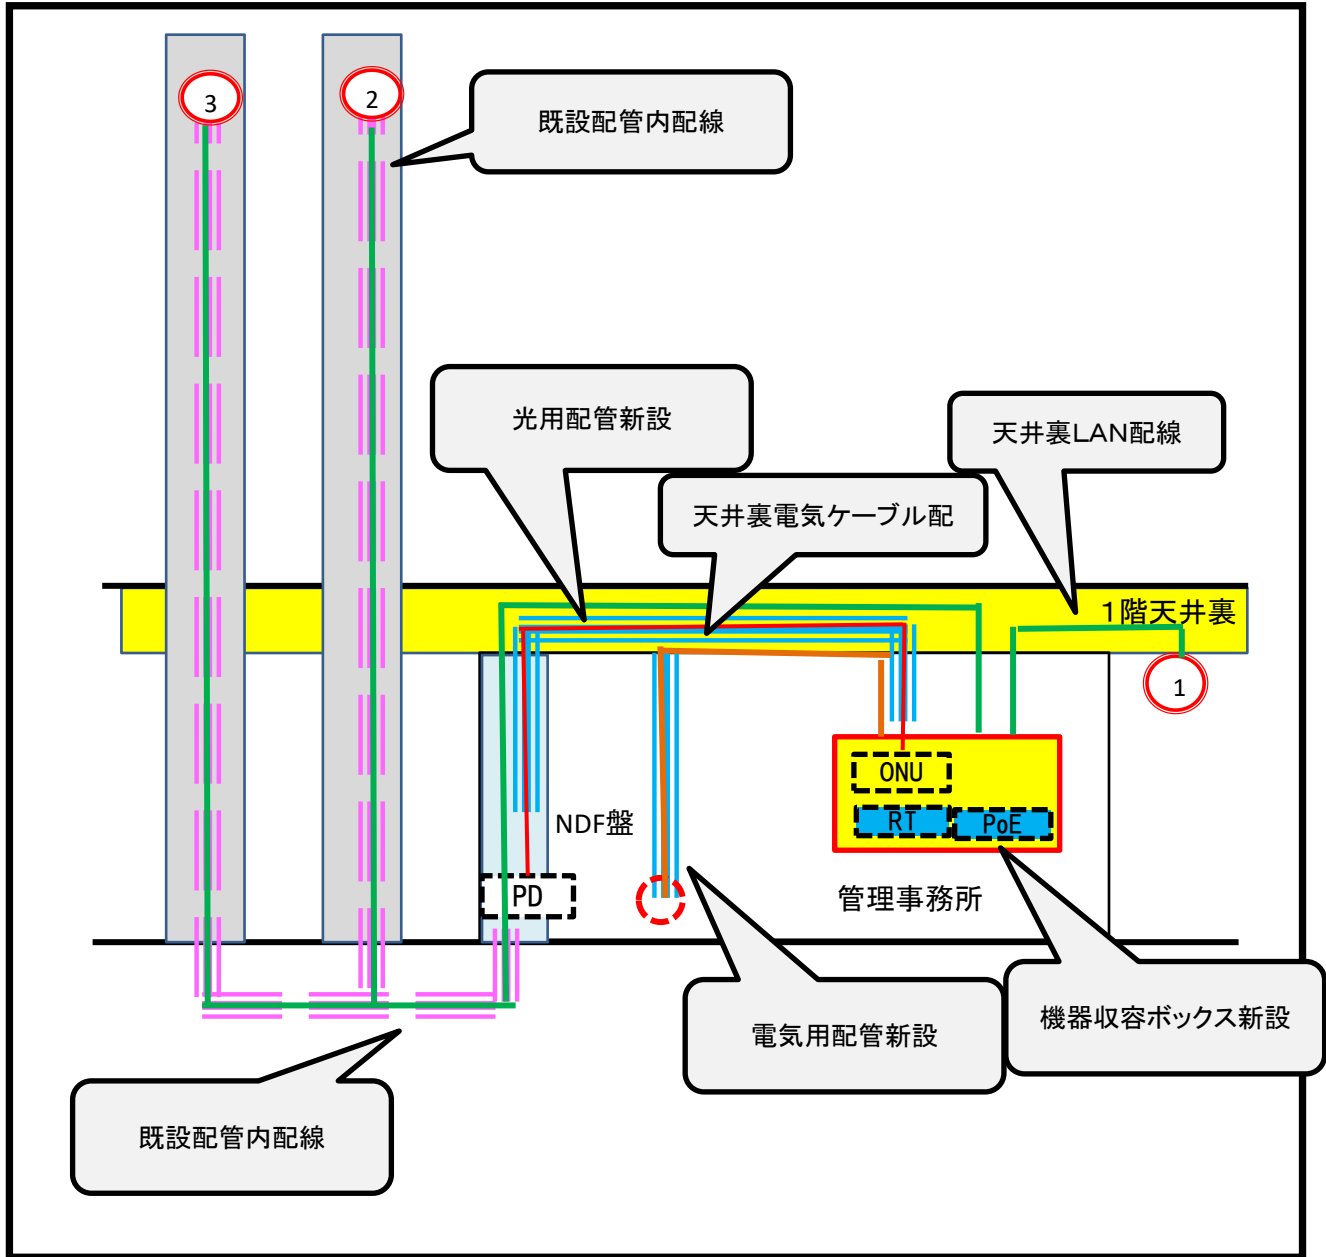 3
2
既設配管内配線
光用配管新設
天井裏LAN配線
天井裏電気ケーブル配
1階天井裏
1
ONU
RT
PoE
NDF盤
PD
管理事務所
電気用配管新設
機器収容ボックス新設
既設配管内配線